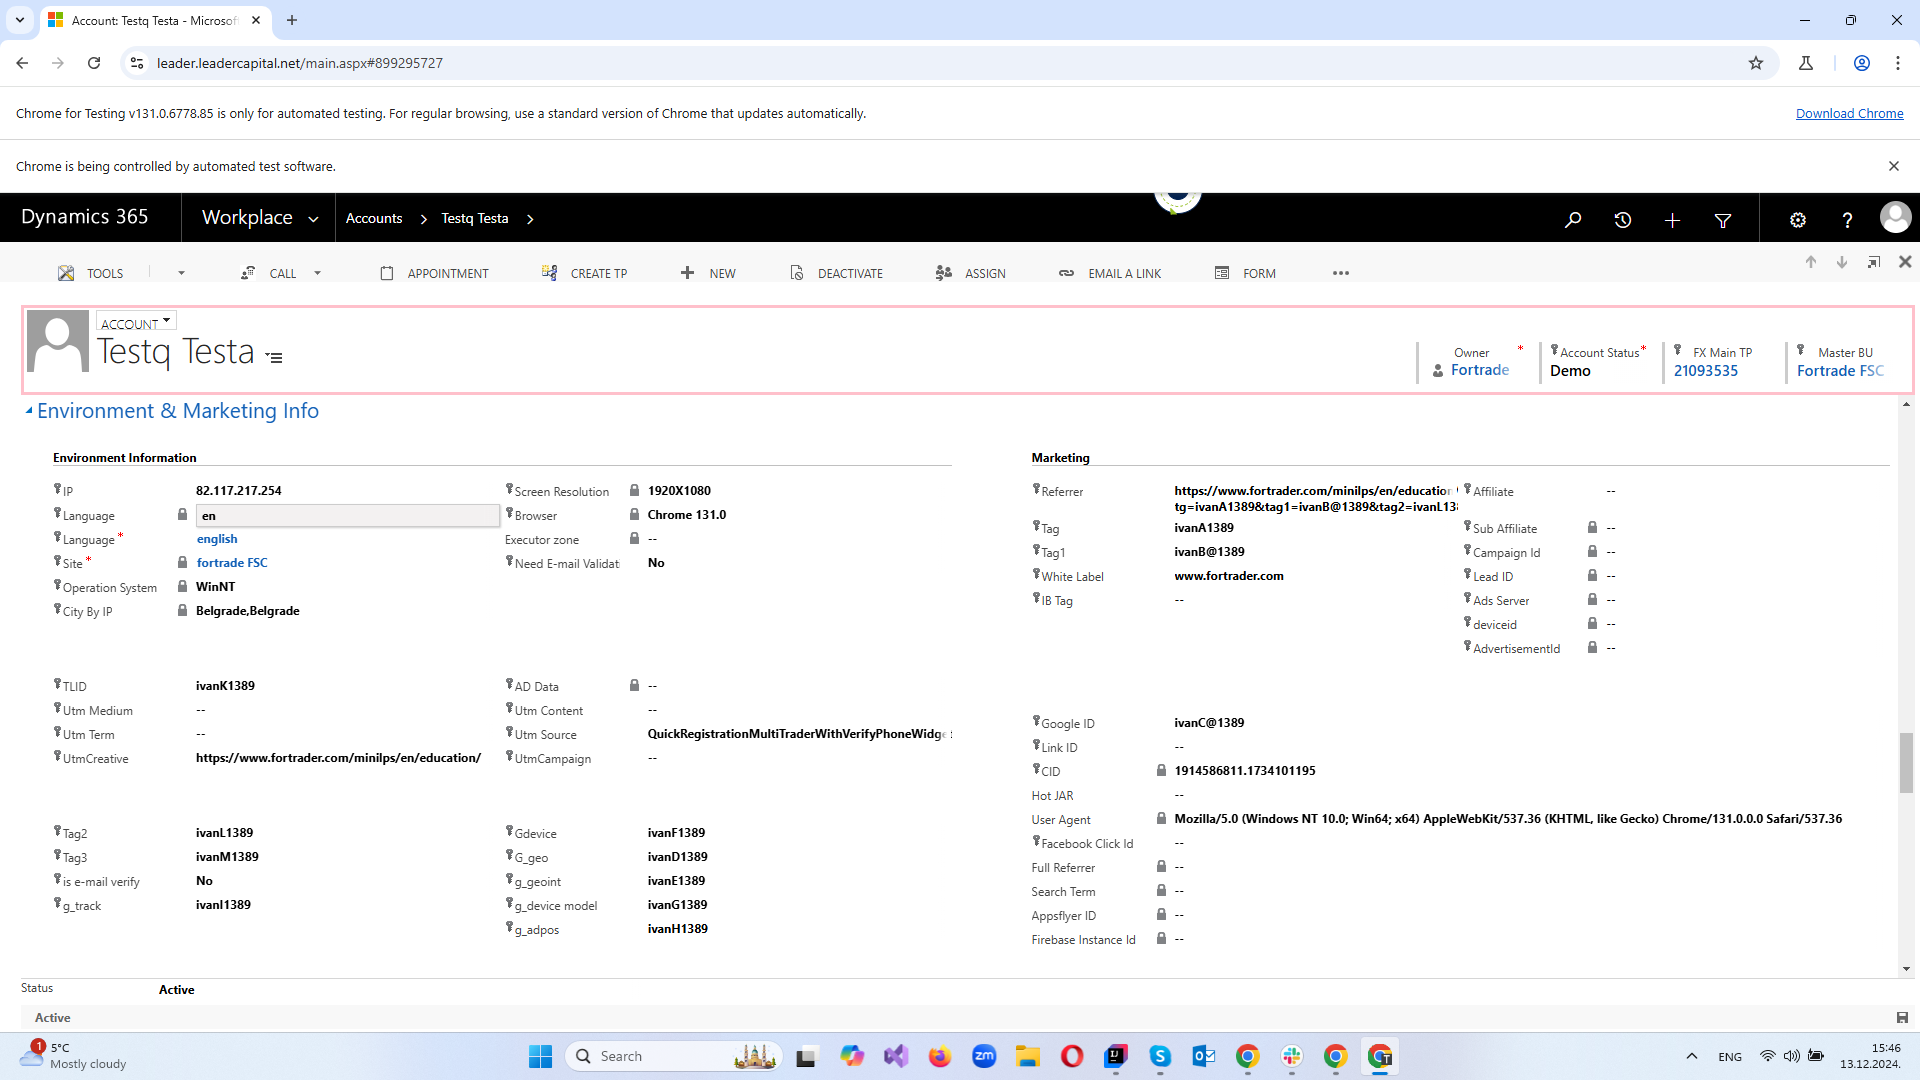 Account: Testq Testa - Microsof
leader.leadercapital.net/main.aspx#899295727
Chrome for Testing v131.0.6778.85 is only for automated testing. For regular browsing, use a standard version of Chrome that updates automatically.
Download Chrome
Chrome is being controlled by automated test software.
Dynamics 365
Workplace
Accounts
Testq Testa
TOOLS
CALL
APPOINTMENT
CREATE TP
NEW
DEACTIVATE
ASSIGN
EMAIL A LINK
FORM
ACCOUNT
Testq Testa
Owner *
Fortrade
Account Status*
Demo
FX Main TP
21093535
Master BU
Fortrade FSC
Environment & Marketing Info
Environment Information
IP 82.117.217.254
Language en
Language* english
Site* fortrade FSC
Operation System WinNT
City By IP Belgrade,Belgrade
Screen Resolution 1920X1080
Browser Chrome 131.0
Executor zone --
Need E-mail Validat No
TLID ivanK1389
Utm Medium --
Utm Term --
UtmCreative https://www.fortrader.com/minilps/en/education/
AD Data --
Utm Content --
Utm Source QuickRegistrationMultiTraderWithVerifyPhoneWidge
UtmCampaign --
Tag2 ivanL1389
Tag3 ivanM1389
is e-mail verify No
g_track ivanI1389
Gdevice ivanF1389
G_geo ivanD1389
g_geoint ivanE1389
g_device model ivanG1389
g_adpos ivanH1389
Marketing
Referrer https://www.fortrader.com/minilps/en/education
tg=ivanA1389&tag1=ivanB@1389&tag2=ivanL13
Tag ivanA1389
Tag1 ivanB@1389
White Label www.fortrader.com
IB Tag --
Affiliate --
Sub Affiliate --
Campaign Id --
Lead ID --
Ads Server --
deviceid --
AdvertisementId --
Google ID ivanC@1389
Link ID --
CID 1914586811.1734101195
Hot JAR --
User Agent Mozilla/5.0 (Windows NT 10.0; Win64; x64) AppleWebKit/537.36 (KHTML, like Gecko) Chrome/131.0.0.0 Safari/537.36
Facebook Click Id --
Full Referrer --
Search Term --
Appsflyer ID --
Firebase Instance Id --
Status Active
Active
1
5°C
Mostly cloudy
Search
zm
ENG
15:46
13.12.2024.